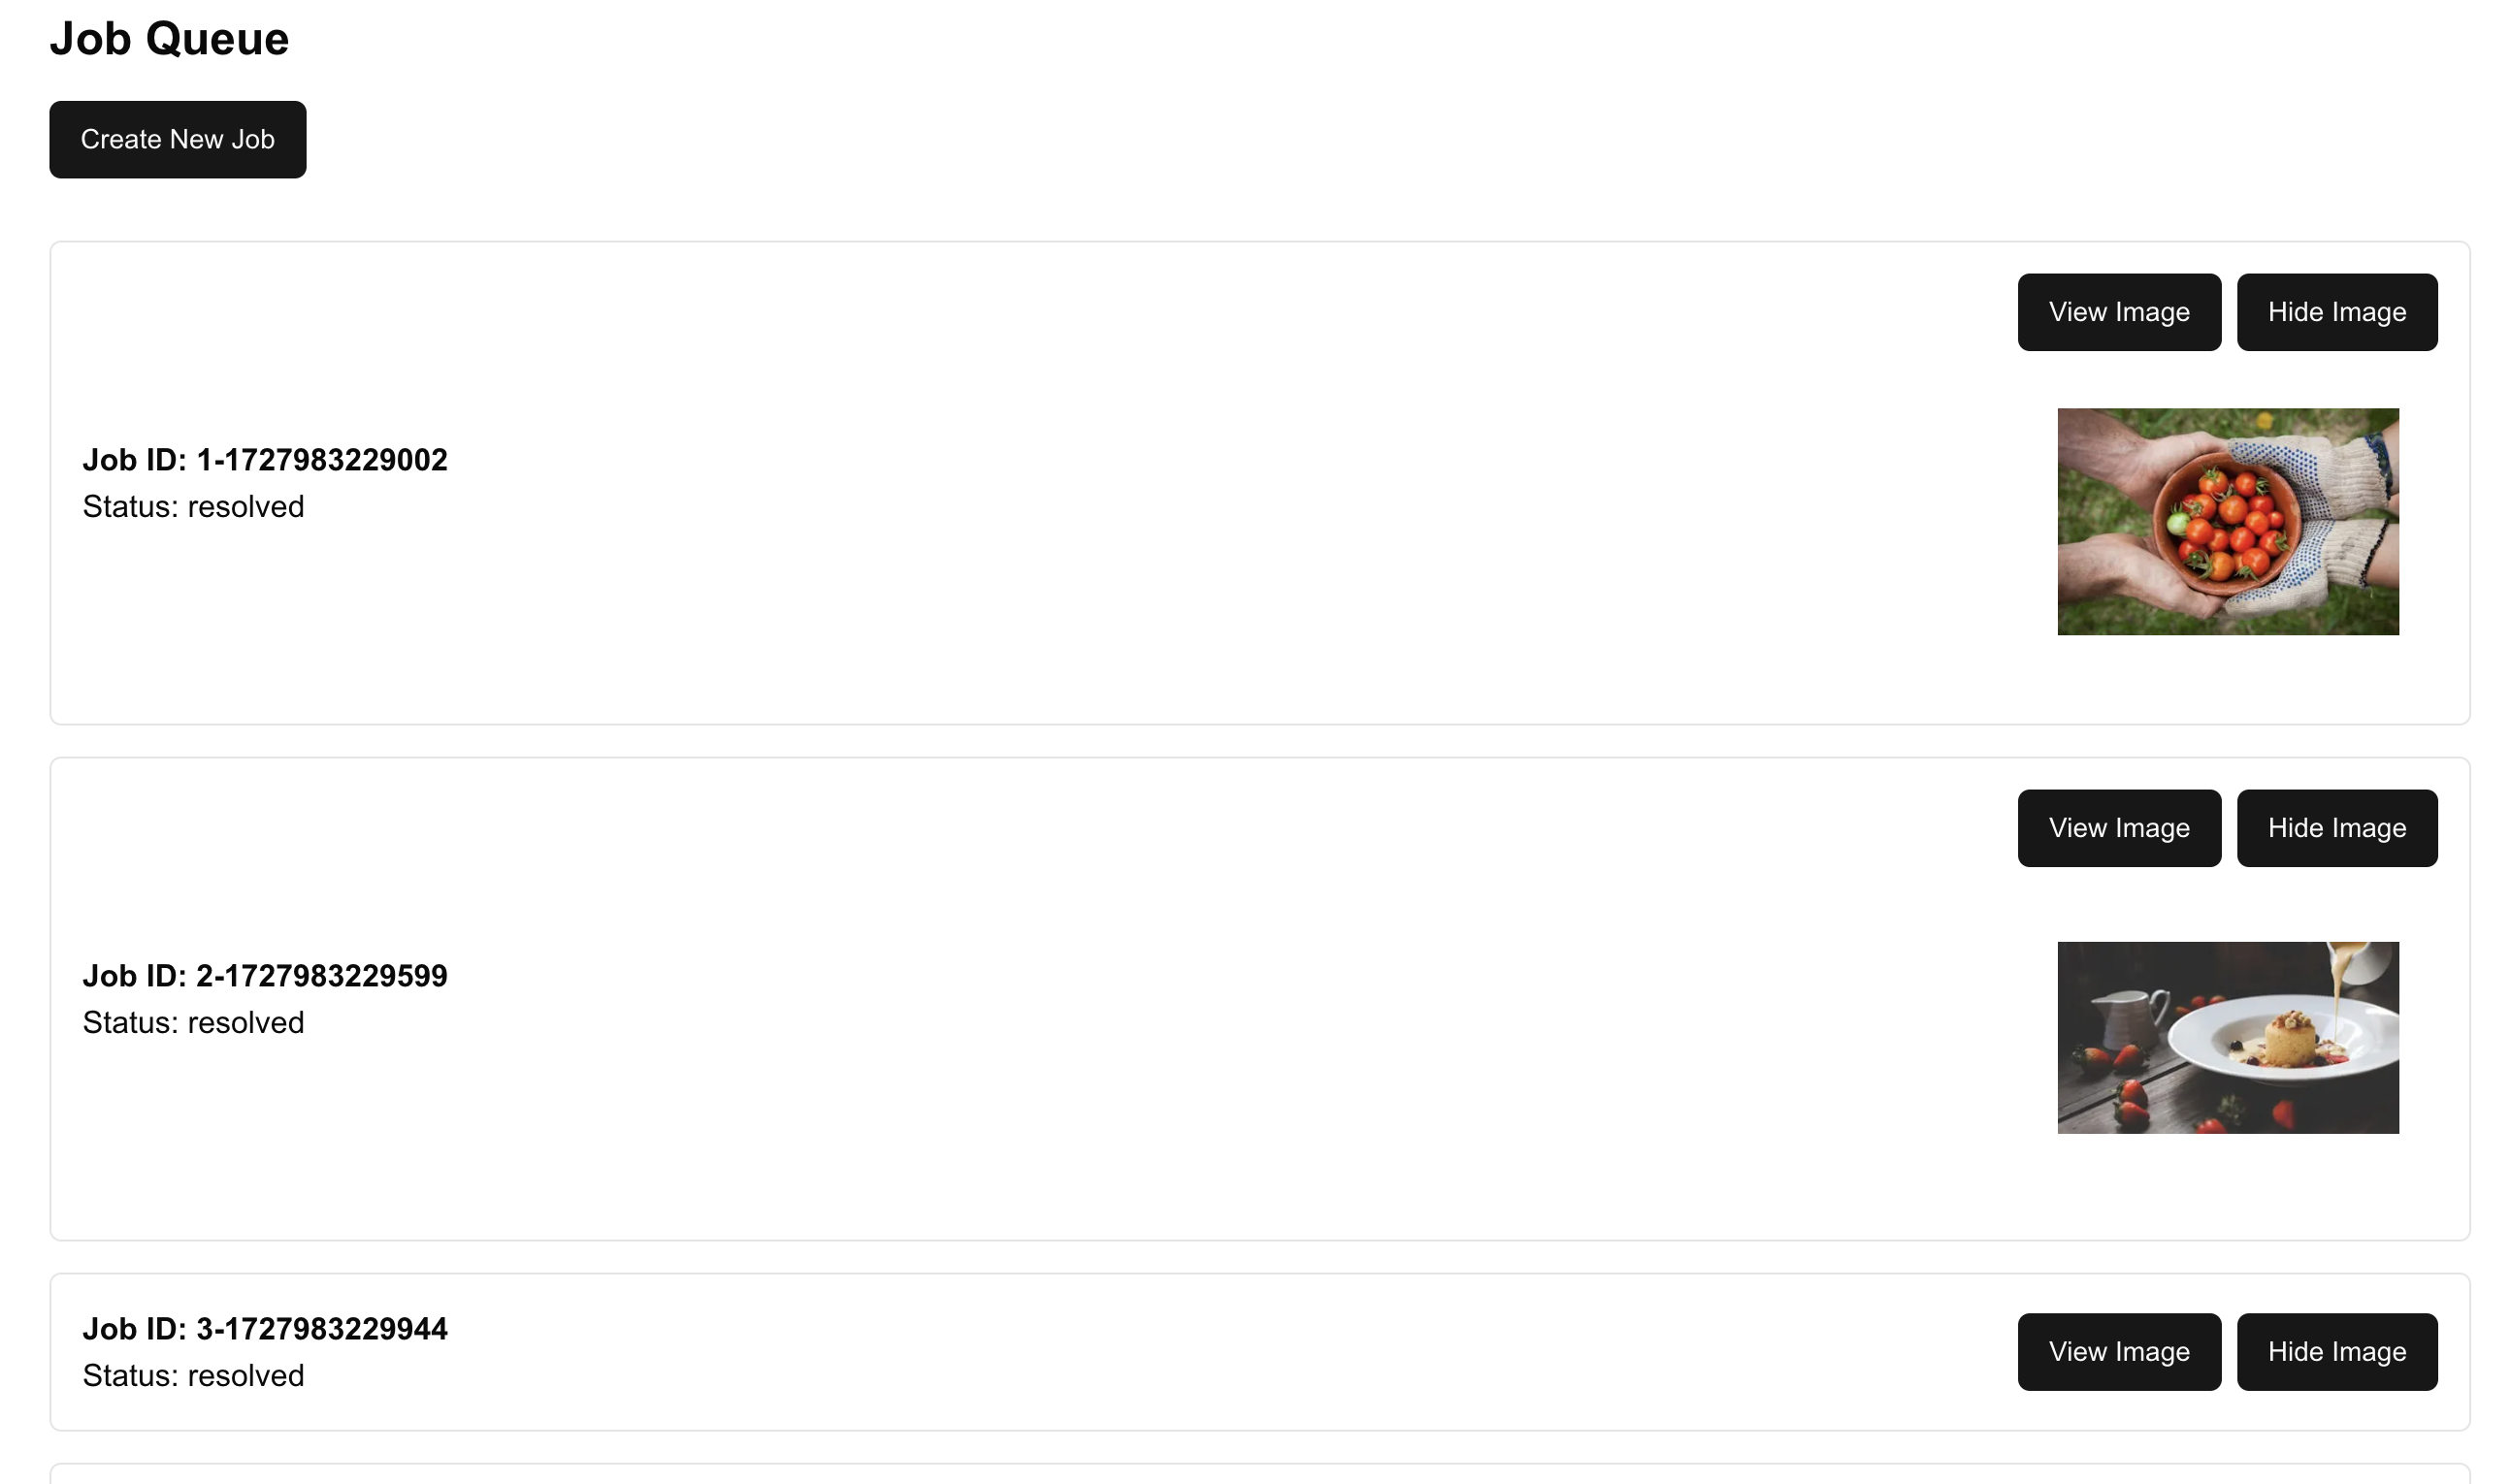 Job Queue
Create New Job
View Image Hide Image
Job ID: 1-1727983229002
Status: resolved
View Image Hide Image
Job ID: 2-1727983229599
Status: resolved
Job ID: 3-1727983229944
Status: resolved
View Image Hide Image